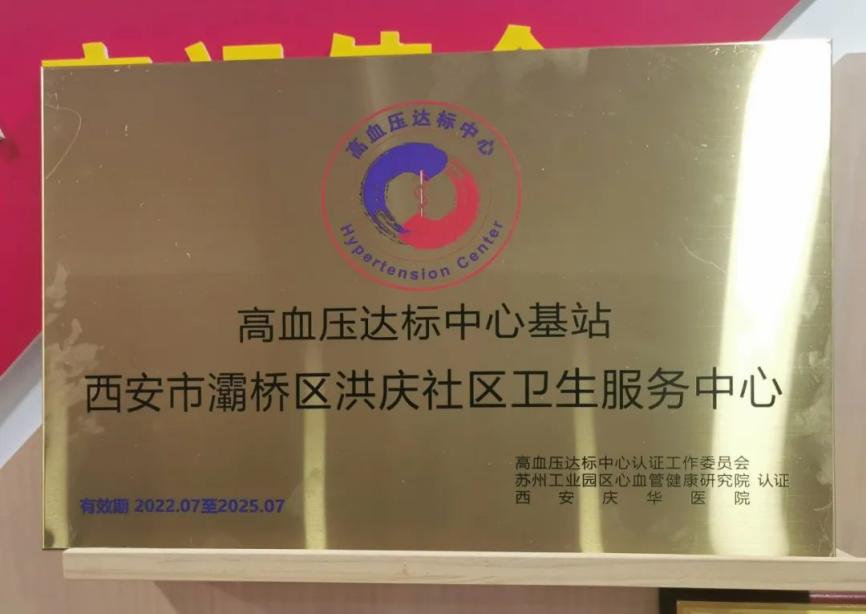 高血压达标中心
Hypertension Center
高血压达标中心基站
西安市灞桥区洪庆社区卫生服务中心
高血压达标中心认证工作委员会
苏州工业园区心血管健康研究院 认证
西安庆华医院
有效期 2022.07至2025.07